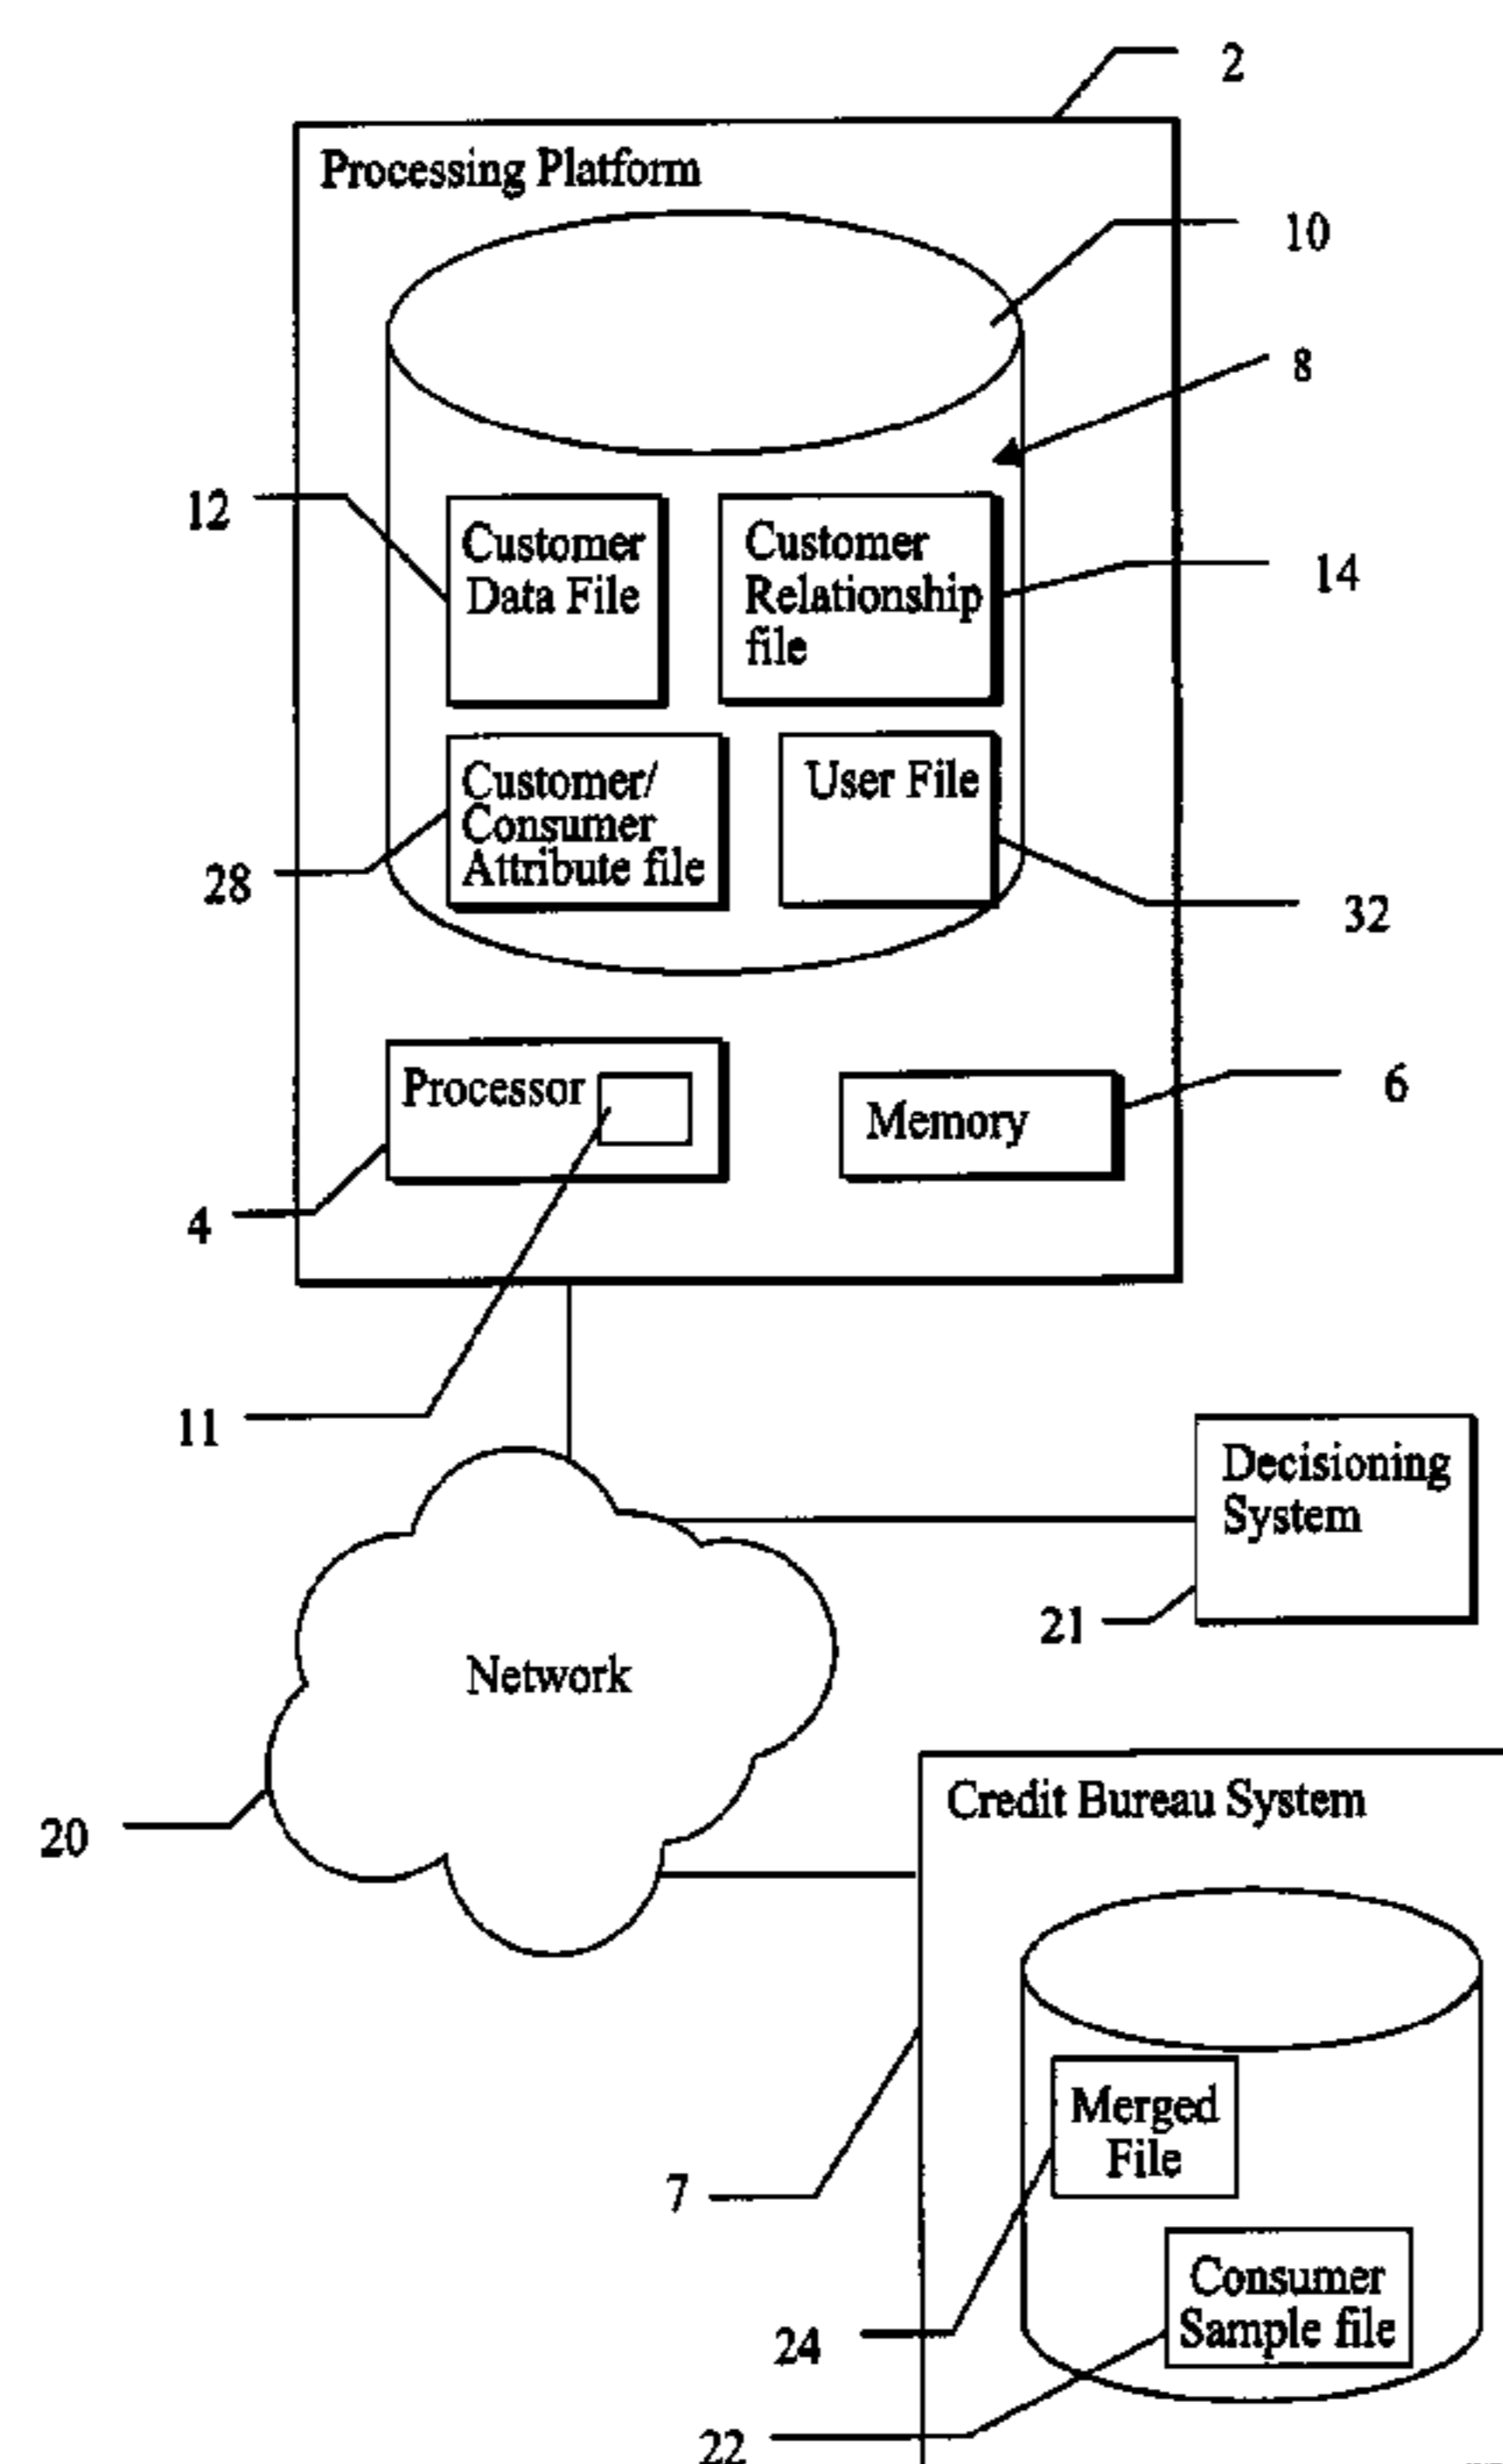 2
Processing Platform
10
8
12
Customer
Data File
Customer
Relationship
file
14
Customer/
Consumer
Attribute file
User File
28
32
Processor
Memory
6
4
11
Decisioning
System
21
Network
Credit Bureau System
20
Merged
File
7
Consumer
Sample file
24
22